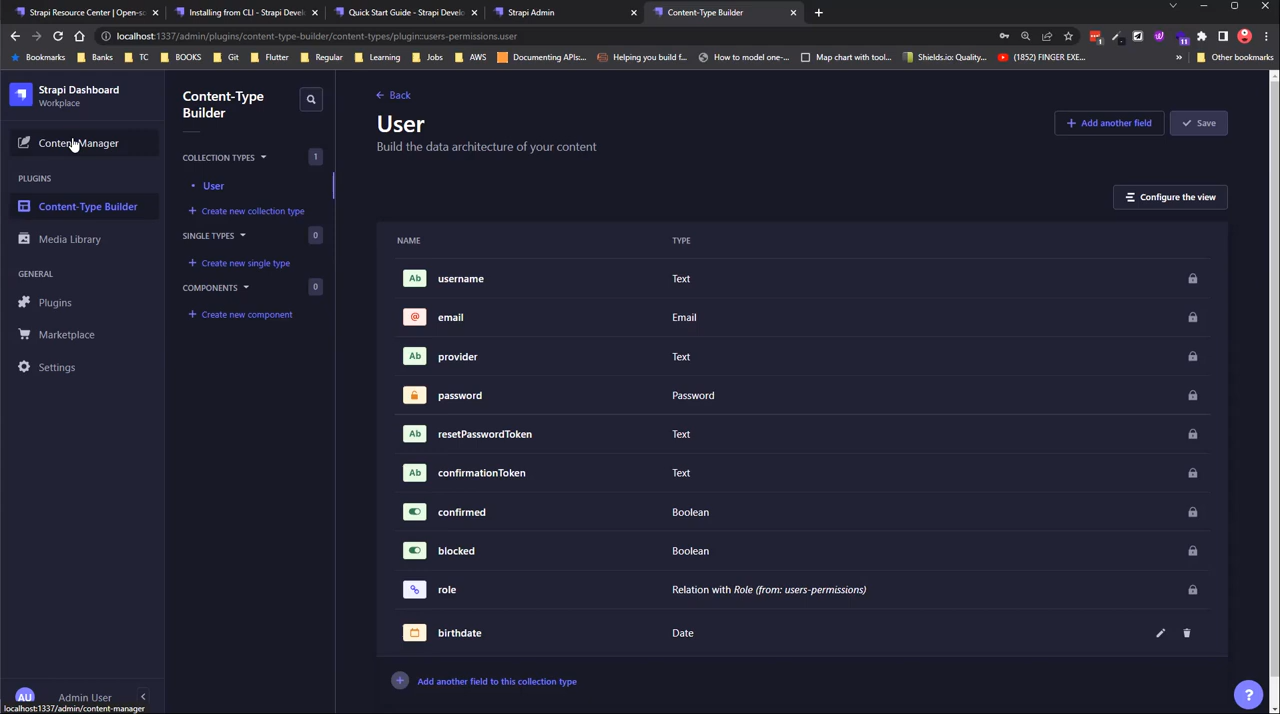 Strapi Resource Center | Open-sc
Installing from CLI - Strapi Devel
Quick Start Guide - Strapi Develo
Strapi Admin
Content-Type Builder
localhost:1337/admin/plugins/content-type-builder/content-types/plugin::users-permissions.user
Bookmarks
Banks
TC
BOOKS
Git
Flutter
Regular
Learning
Jobs
AWS
Documenting APIs:...
Helping you build f...
How to model one-...
Map chart with tool...
Shields.io: Quality...
(1852) FINGER EXE...
»
Other bookmarks
Strapi Dashboard
Workplace
Content Manager
PLUGINS
Content-Type Builder
Media Library
GENERAL
Plugins
Marketplace
Settings
AU
Admin User
localhost:1337/admin/content-manager
Content-Type
Builder
COLLECTION TYPES
1
User
+ Create new collection type
SINGLE TYPES
0
+ Create new single type
COMPONENTS
0
+ Create new component
← Back
User
Build the data architecture of your content
+ Add another field
Save
Configure the view
NAME
TYPE
Ab username Text
@ email Email
Ab provider Text
password Password
Ab resetPasswordToken Text
Ab confirmationToken Text
confirmed Boolean
blocked Boolean
role Relation with Role (from: users-permissions)
birthdate Date
+ Add another field to this collection type
?